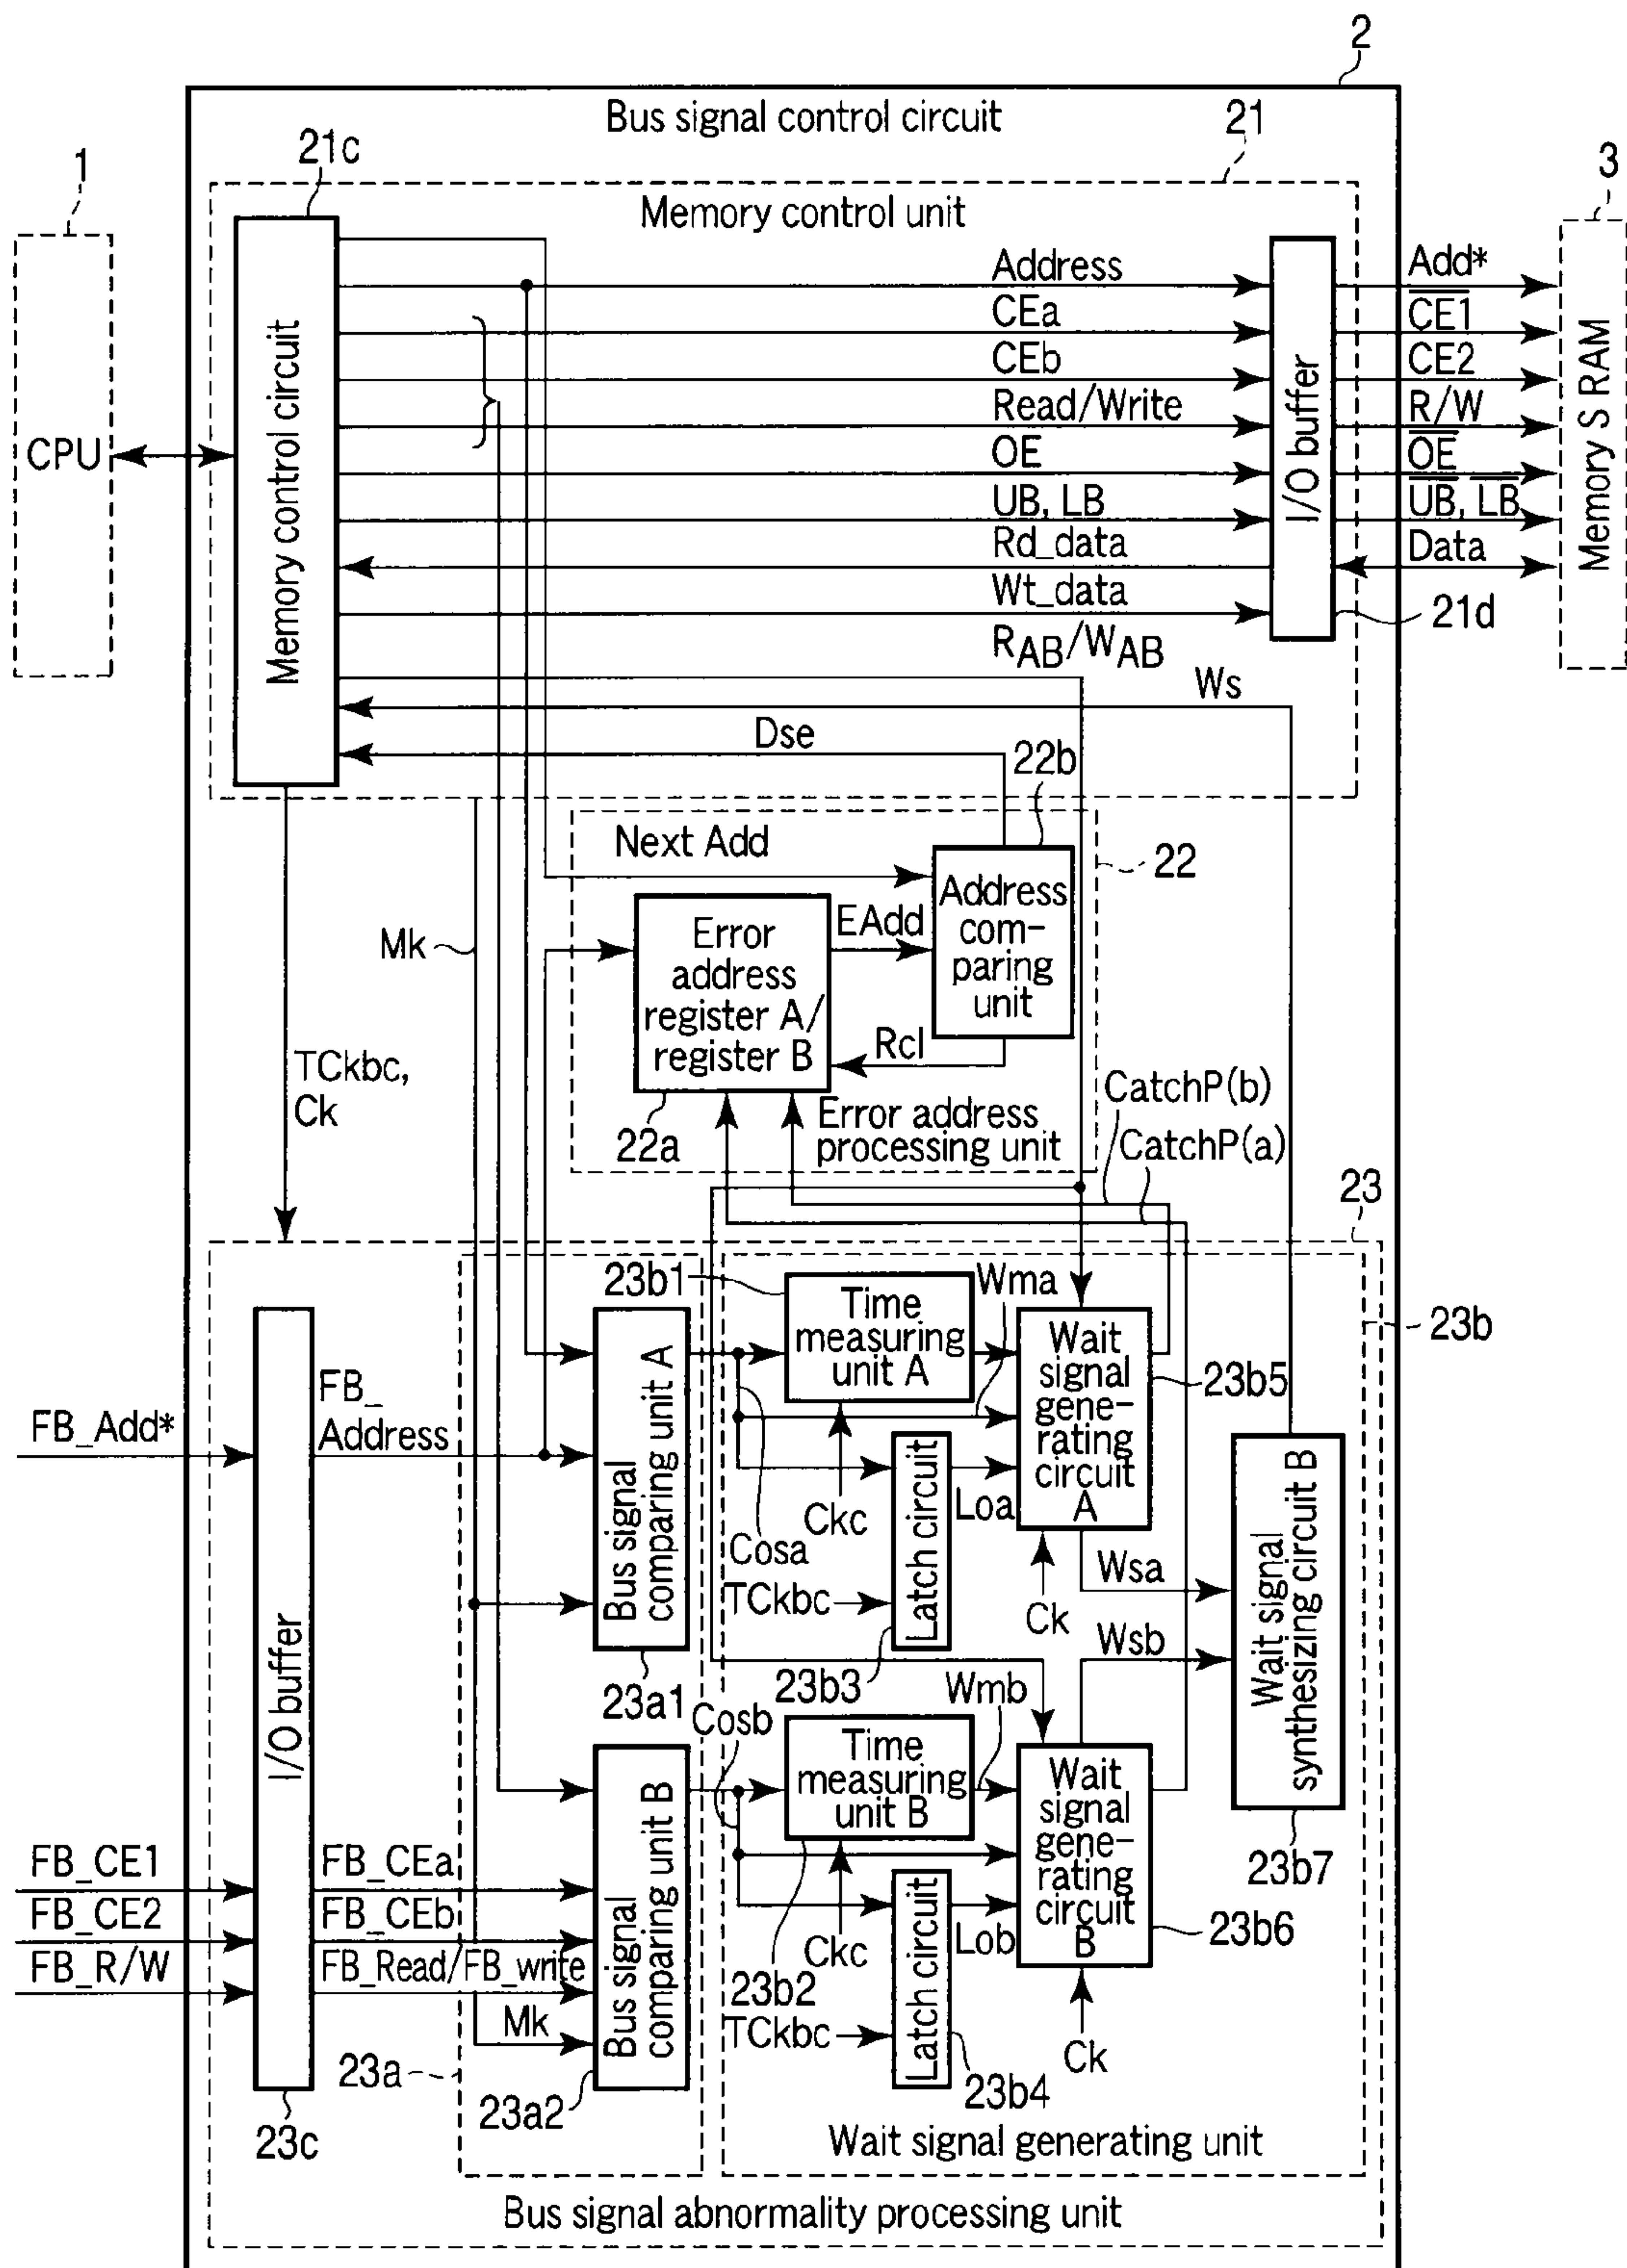 2
Bus signal control circuit
21c
21
1
3
Memory control unit
Address
Add*
CEa
CE1
CEb
CE2
Read/Write
R/W
CPU
OE
OE
UB, LB
UB, LB
Rd_data
Data
Wt_data
21d
RAB/WAB
Memory control circuit
I/O buffer
Memory S RAM
Ws
Dse
22b
Next Add
22
Address
com-
paring
unit
EAdd
Error
address
register A/
register B
Mk
Rcl
TCkbc,
Ck
CatchP(b)
Error address
processing unit
22a
CatchP(a)
23
23b1
Wma
Time
measuring
unit A
Wait
signal
gene-
rating
circuit
A
23b
23b5
FB_
Address
FB_Add*
Bus signal
comparing unit A
Latch circuit
Ckc
Loa
Cosa
TCkbc
Ck
Wsa
Wsb
Wait signal
synthesizing circuit B
I/O buffer
23a1
23b3
Wmb
Cosb
Time
measuring
unit B
Wait
signal
gene-
rating
circuit
B
23b7
FB_CE1
FB_CEa
FB_CE2
FB_CEb
FB_R/W
FB_Read/FB_write
Mk
Bus signal
comparing unit B
Latch circuit
Ckc
Lob
23b6
23b2
TCkbc
Ck
23a
23a2
23b4
23c
Wait signal generating unit
Bus signal abnormality processing unit